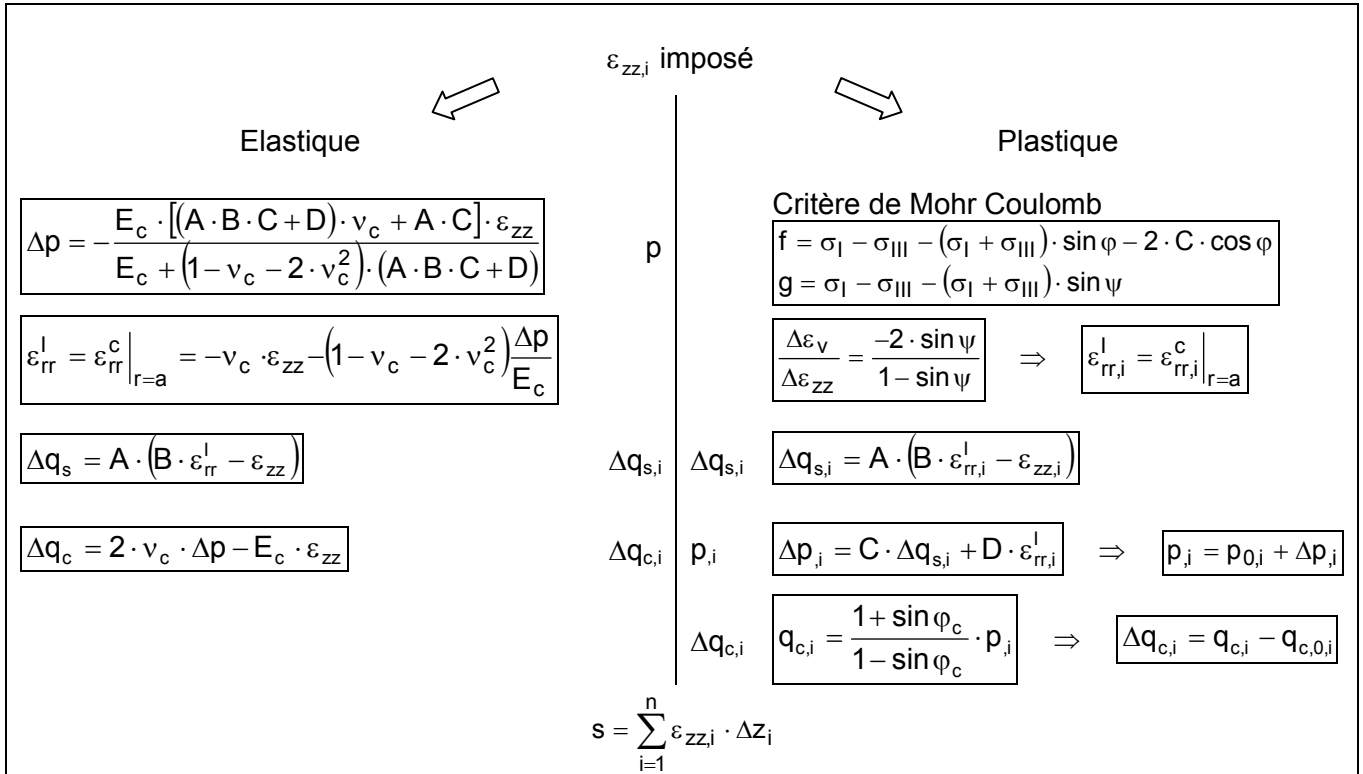 ε_zz,i imposé
Elastique
Plastique
Critère de Mohr Coulomb
Δp = − (E_c · [(A · B · C + D) · ν_c + A · C] · ε_zz) / (E_c + (1 − ν_c − 2 · ν_c²) · (A · B · C + D))
p
f = σ_I − σ_III − (σ_I + σ_III) · sin φ − 2 · C · cos φ
g = σ_I − σ_III − (σ_I + σ_III) · sin ψ
ε_rr^l = ε_rr^c |_r=a = −ν_c · ε_zz − (1 − ν_c − 2 · ν_c²) Δp / E_c
Δε_v / Δε_zz = (−2 · sin ψ) / (1 − sin ψ) ⇒ ε_rr,i^l = ε_rr,i^c |_r=a
Δq_s = A · (B · ε_rr^l − ε_zz)
Δq_s,i
Δq_s,i
Δq_s,i = A · (B · ε_rr,i^l − ε_zz,i)
Δq_c = 2 · ν_c · Δp − E_c · ε_zz
Δq_c,i
p_,i
Δp_,i = C · Δq_s,i + D · ε_rr,i^l ⇒ p_,i = p_0,i + Δp_,i
Δq_c,i
q_c,i = (1 + sin φ_c) / (1 − sin φ_c) · p_,i ⇒ Δq_c,i = q_c,i − q_c,0,i
s = Σ_i=1^n ε_zz,i · Δz_i